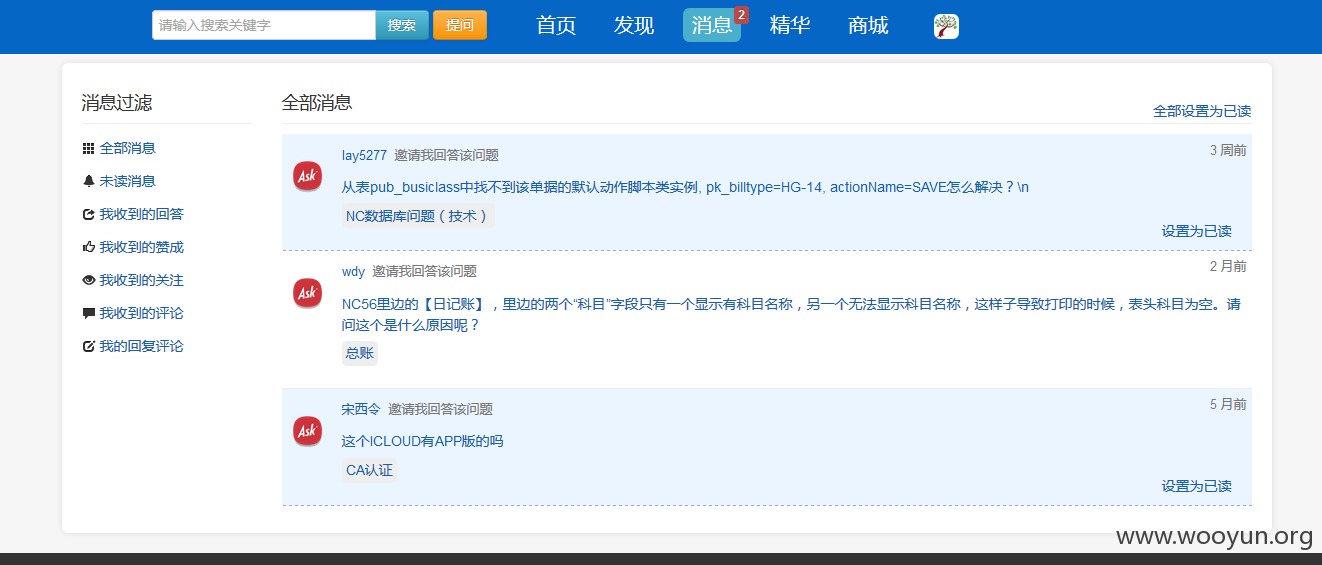 请输入搜索关键字 搜索 提问 首页 发现 消息 2 精华 商城
消息过滤
全部消息
未读消息
我收到的回答
我收到的赞成
我收到的关注
我收到的评论
我的回复评论
全部消息
全部设置为已读
Ask
lay5277 邀请我回答该问题
3 周前
从表pub_busiclass中找不到该单据的默认动作脚本类实例, pk_billtype=HG-14, actionName=SAVE怎么解决？\n
NC数据库问题（技术）
设置为已读
Ask
wdy 邀请我回答该问题
2 月前
NC56里边的【日记账】，里边的两个“科目”字段只有一个显示有科目名称，另一个无法显示科目名称，这样子导致打印的时候，表头科目为空。请
问这个是什么原因呢？
总账
Ask
宋西令 邀请我回答该问题
5 月前
这个ICLOUD有APP版的吗
CA认证
设置为已读
www.wooyun.org